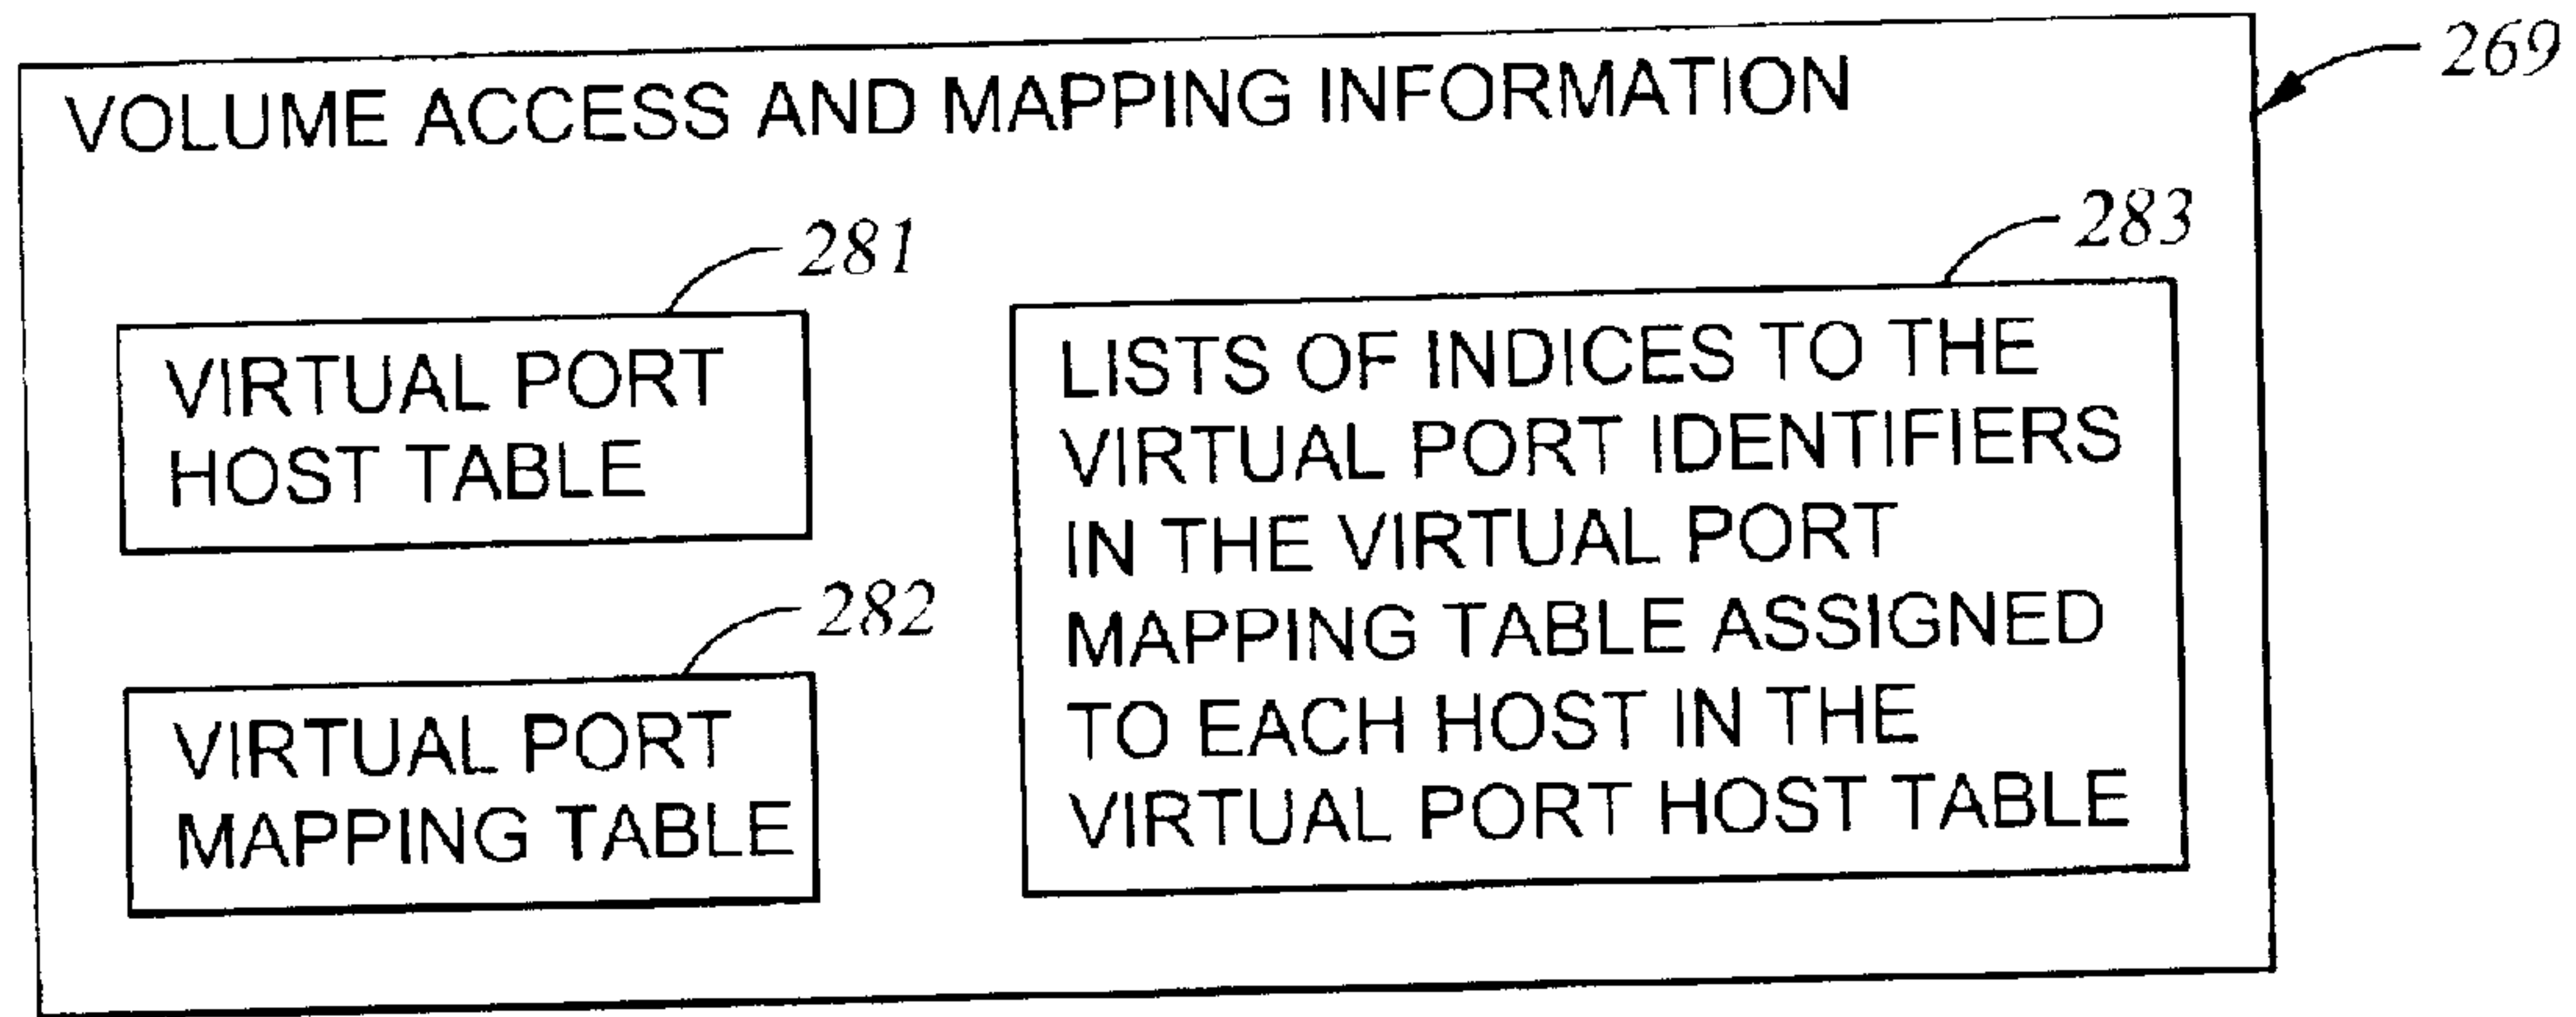 269
VOLUME ACCESS AND MAPPING INFORMATION
281
VIRTUAL PORT
HOST TABLE
282
VIRTUAL PORT
MAPPING TABLE
283
LISTS OF INDICES TO THE
VIRTUAL PORT IDENTIFIERS
IN THE VIRTUAL PORT
MAPPING TABLE ASSIGNED
TO EACH HOST IN THE
VIRTUAL PORT HOST TABLE